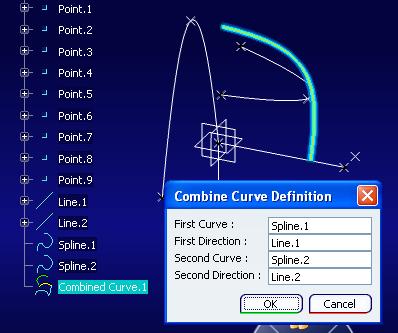 Point.1
Point.2
Point.3
Point.4
Point.5
Point.6
Point.7
Point.8
Point.9
Line.1
Line.2
Spline.1
Spline.2
Combined Curve.1
Combine Curve Definition
First Curve : Spline.1
First Direction : Line.1
Second Curve : Spline.2
Second Direction : Line.2
OK Cancel